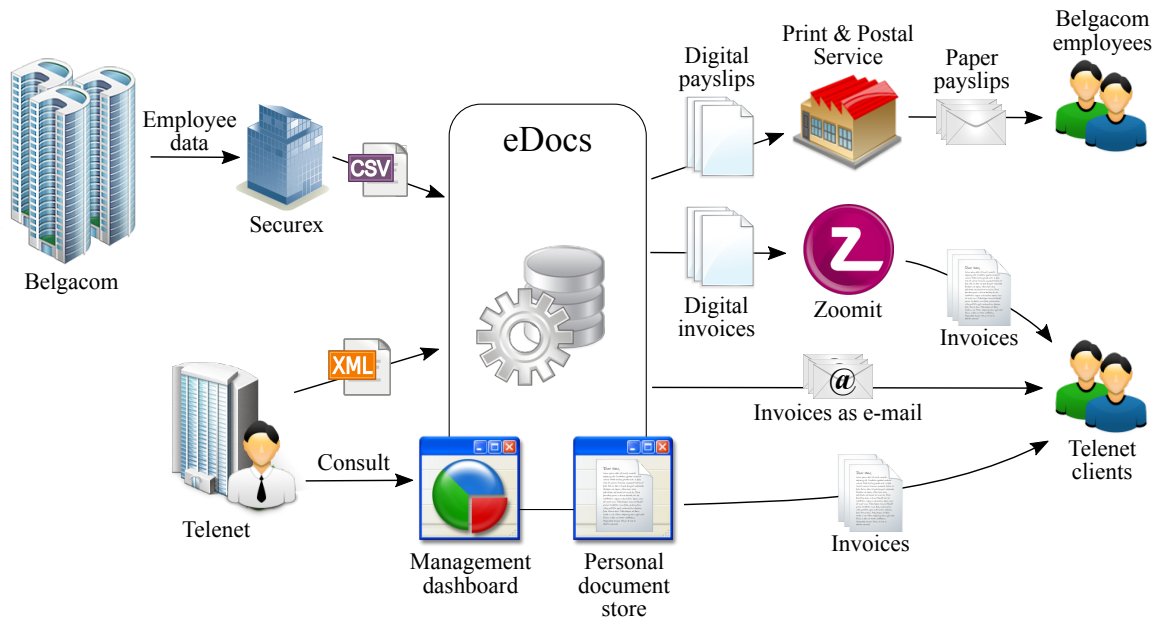 Belgacom
employees
Print & Postal
Service
Digital
payslips
Paper
payslips
Employee
data
eDocs
CSV
Securex
Belgacom
Z
Digital
invoices
Zoomit
Invoices
XML
@
Invoices as e-mail
Telenet
clients
Consult
Telenet
Invoices
Management
dashboard
Personal
document
store